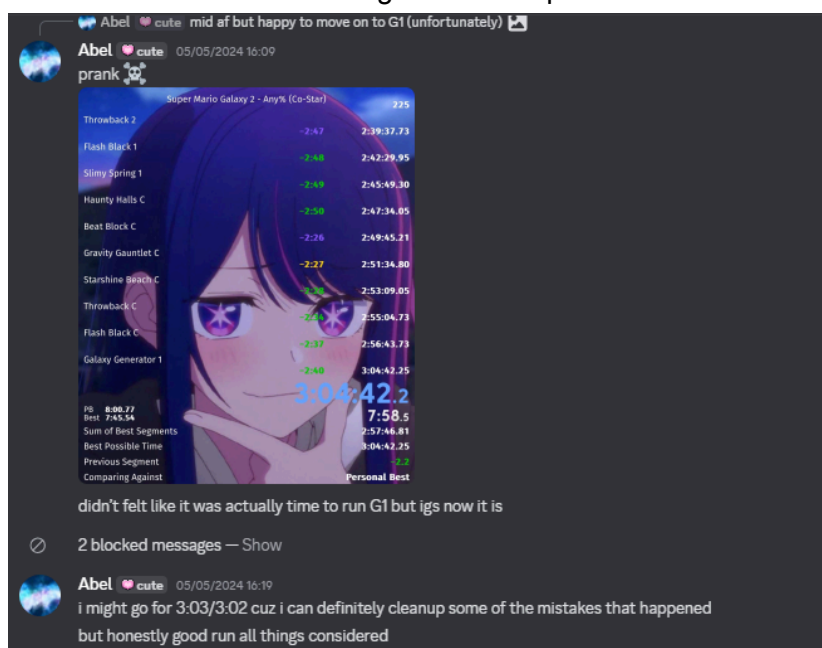 Abel cute mid af but happy to move on to G1 (unfortunately)
Abel cute 05/05/2024 16:09
prank ☠️
Super Mario Galaxy 2 - Any% (Co-Star)
225
Throwback 2
-2:47 2:39:37.73
Flash Black 1
-2:48 2:42:29.95
Slimy Spring 1
-2:49 2:45:49.30
Haunty Halls C
-2:50 2:47:34.05
Beat Block C
-2:26 2:49:45.21
Gravity Gauntlet C
-2:27 2:51:34.80
Starshine Beach C
2:53:09.05
Throwback C
2:55:04.73
Flash Black C
-2:37 2:56:43.73
Galaxy Generator 1
-2:40 3:04:42.25
3:04:42.2
PB 8:00.77
Best 7:45.54
7:58.5
Sum of Best Segments 2:57:46.81
Best Possible Time 3:04:42.25
Previous Segment -2.2
Comparing Against Personal Best
didn't felt like it was actually time to run G1 but igs now it is
2 blocked messages — Show
Abel cute 05/05/2024 16:19
i might go for 3:03/3:02 cuz i can definitely cleanup some of the mistakes that happened
but honestly good run all things considered